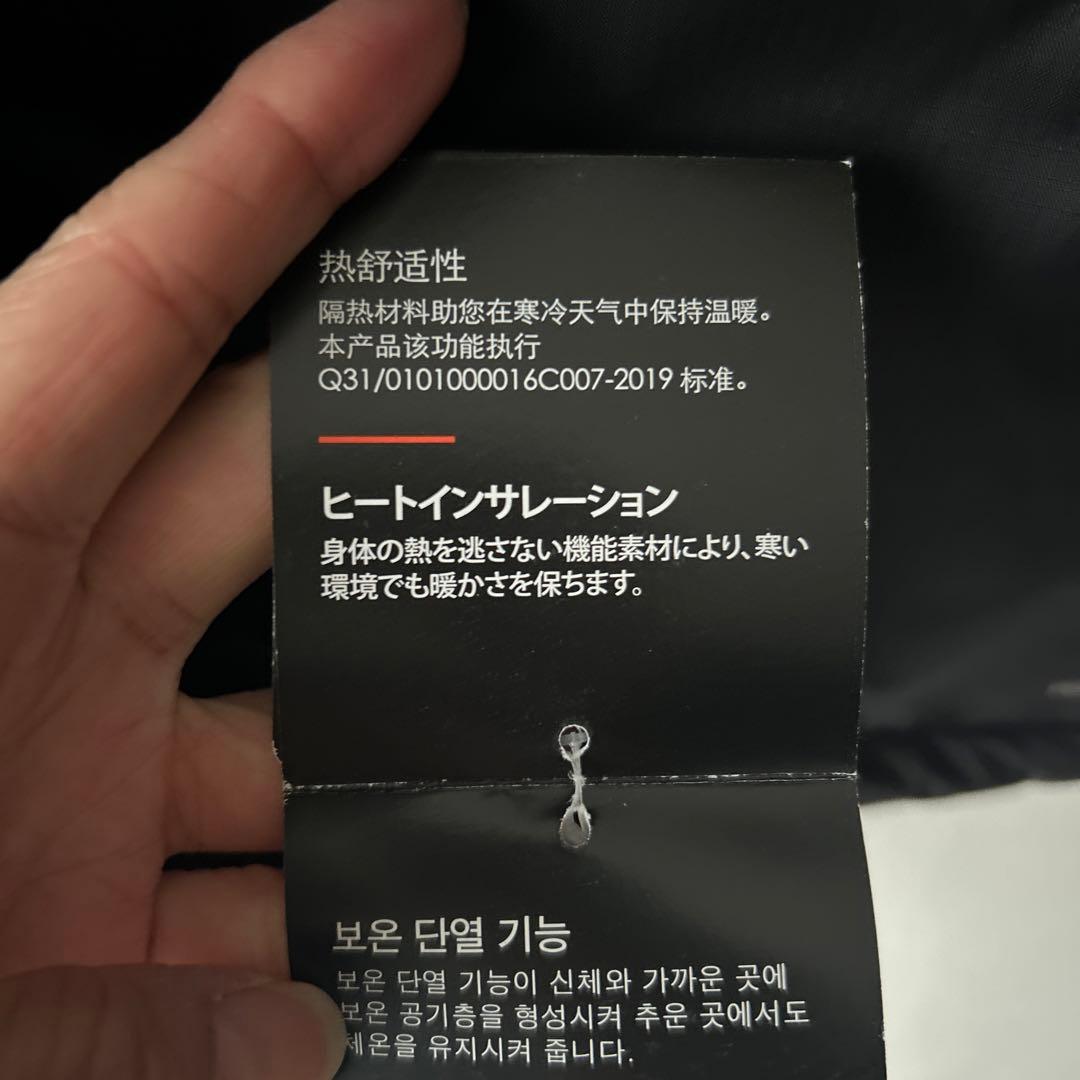 热舒适性
隔热材料助您在寒冷天气中保持温暖。
本产品该功能执行
Q31/0101000016C007-2019 标准。
ヒートインサレーション
身体の熱を逃さない機能素材により、寒い
環境でも暖かさを保ちます。
보온 단열 기능
보온 단열 기능이 신체와 가까운 곳에
보온 공기층을 형성시켜 추운 곳에서도
체온을 유지시켜 줍니다.